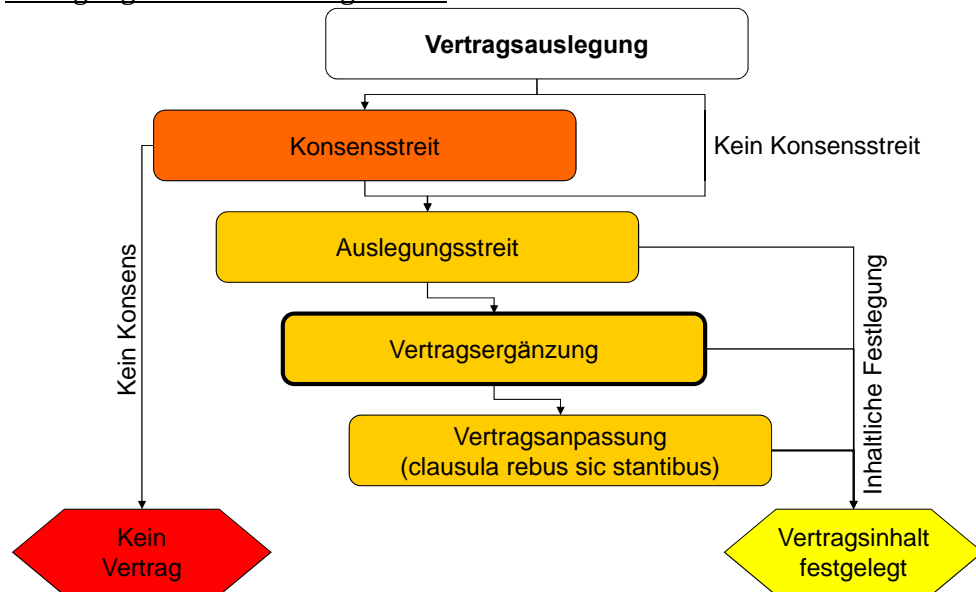 Vertragsauslegung
Konsensstreit
Kein Konsensstreit
Auslegungsstreit
Kein Konsens
Vertragsergänzung
Inhaltliche Festlegung
Vertragsanpassung
(clausula rebus sic stantibus)
Kein
Vertrag
Vertragsinhalt
festgelegt